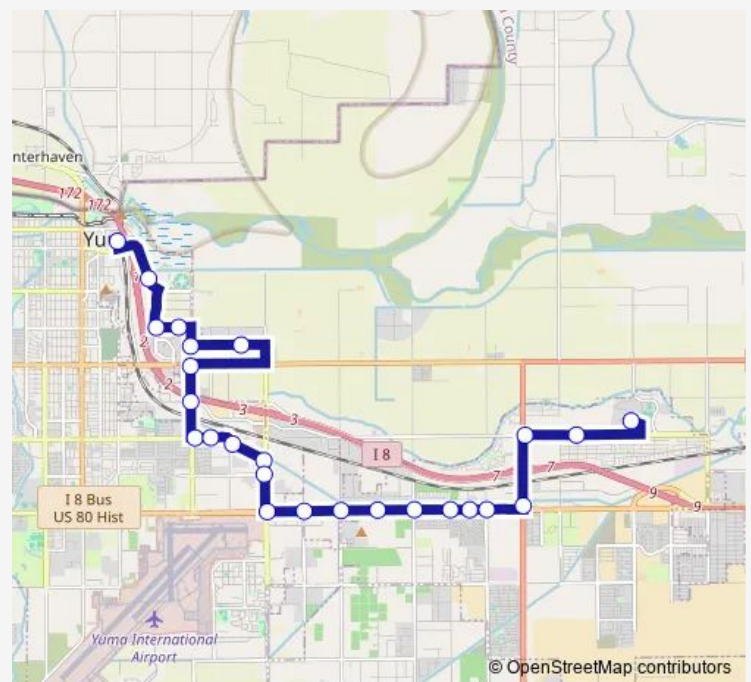 County
nterhaven
172
172
Yu
2
2
2
3
3
I 8
7
7
9
9
I 8 Bus
US 80 Hist
Yuma International
Airport
© OpenStreetMap contributors